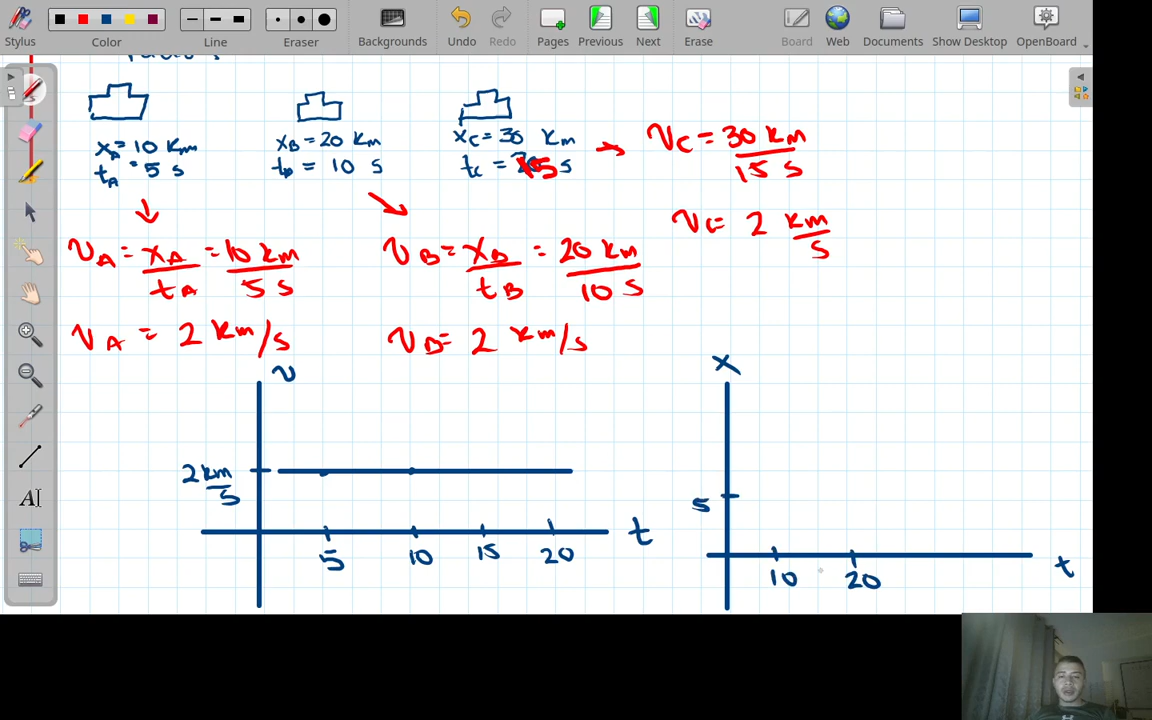 Stylus Color Line Eraser Backgrounds Undo Redo Pages Previous Next Erase Board Web Documents Show Desktop OpenBoard
xA= 10 Km
tA = 5 s
xB = 20 Km
tB = 10 s
xC = 30 Km
tC = 15 s
vC = 30 km
15 s
vC = 2 km
s
vA = xA = 10 km
tA 5 s
vB = xB = 20 km
tB 10 s
vA = 2 km/s
vB = 2 km/s
v
2 km
s
5 10 15 20
t
x
5
10 20
t